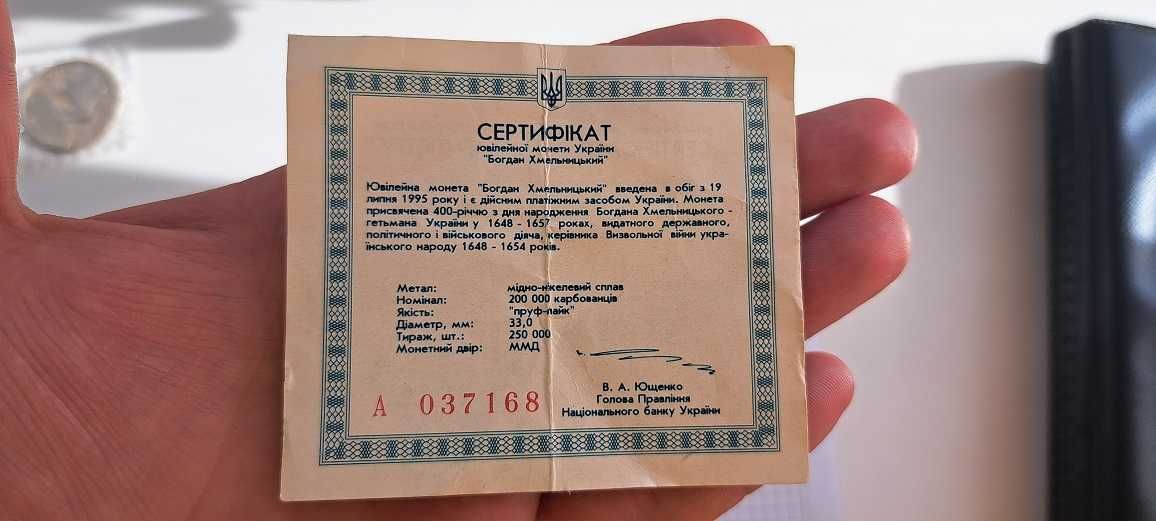 СЕРТИФІКАТ
ювілейної монети України
"Богдан Хмельницький"
Ювілейна монета "Богдан Хмельницький" введена в обіг з 19
липня 1995 року і є дійсним платіжним засобом України. Монета
присвячена 400-річчю з дня народження Богдана Хмельницького -
гетьмана України у 1648 - 1657 роках, видатного державного,
політичного і військового діяча, керівника Визвольної війни укра-
їнського народу 1648 - 1654 років.
Метал: мідно-нікелевий сплав
Номінал: 200 000 карбованців
Якість: "пруф-лайк"
Діаметр, мм: 33,0
Тираж, шт.: 250 000
Монетний двір: ММД
В. А. Ющенко
Голова Правління
Національного банку України
А 037168